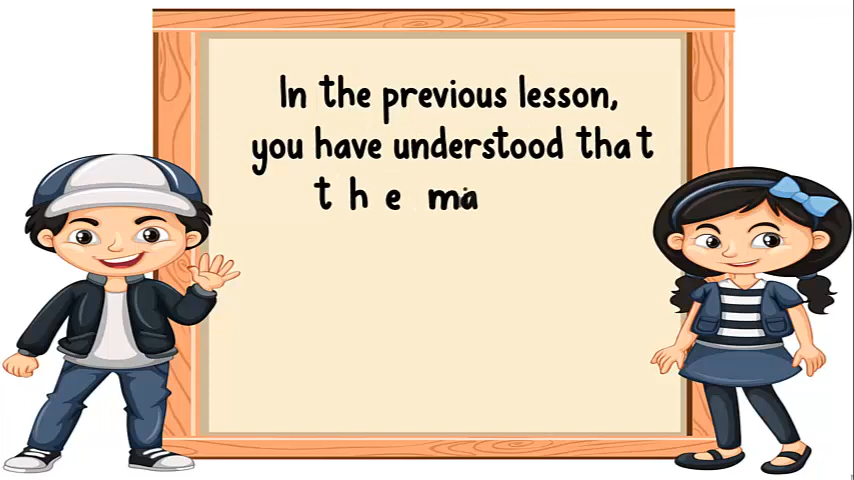 In the previous lesson,
you have understood that
the ma